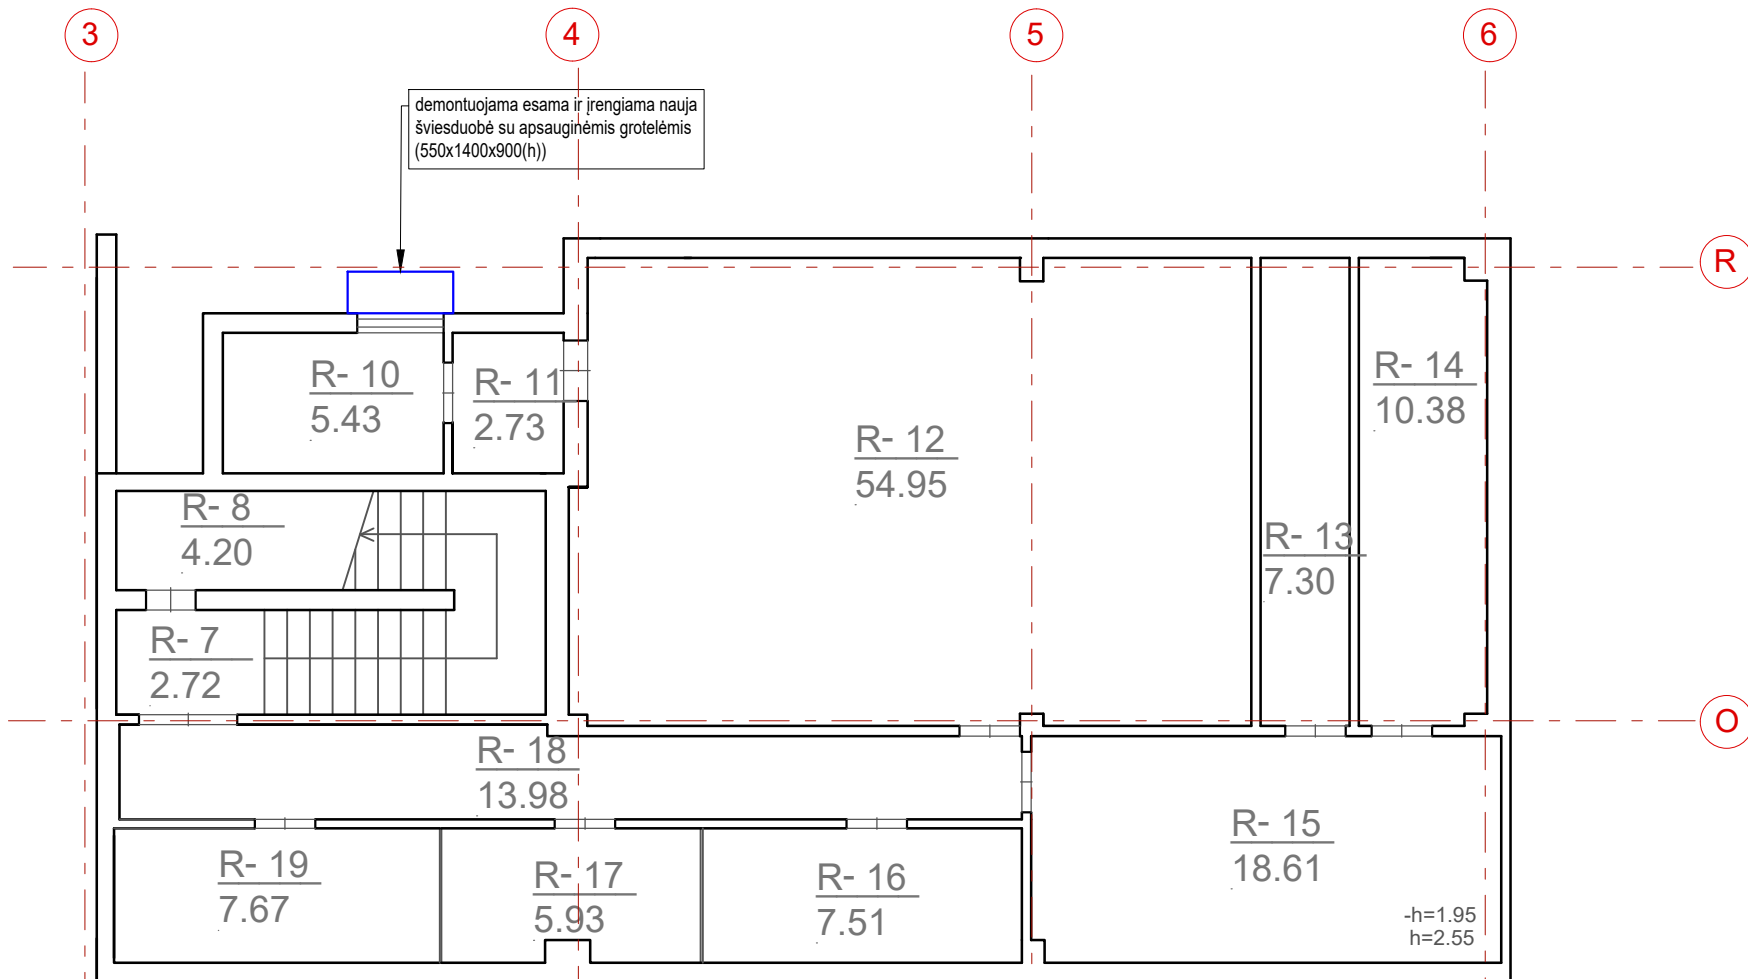 3
4
5
6
demontuojama esama ir įrengiama nauja
šviesduobė su apsauginėmis grotelėmis
(550x1400x900(h))
R
R- 10
5.43
R- 11
2.73
R- 14
10.38
R- 12
54.95
R- 8
4.20
R- 13
7.30
R- 7
2.72
O
R- 18
13.98
R- 15
18.61
R- 19
7.67
R- 17
5.93
R- 16
7.51
-h=1.95
h=2.55